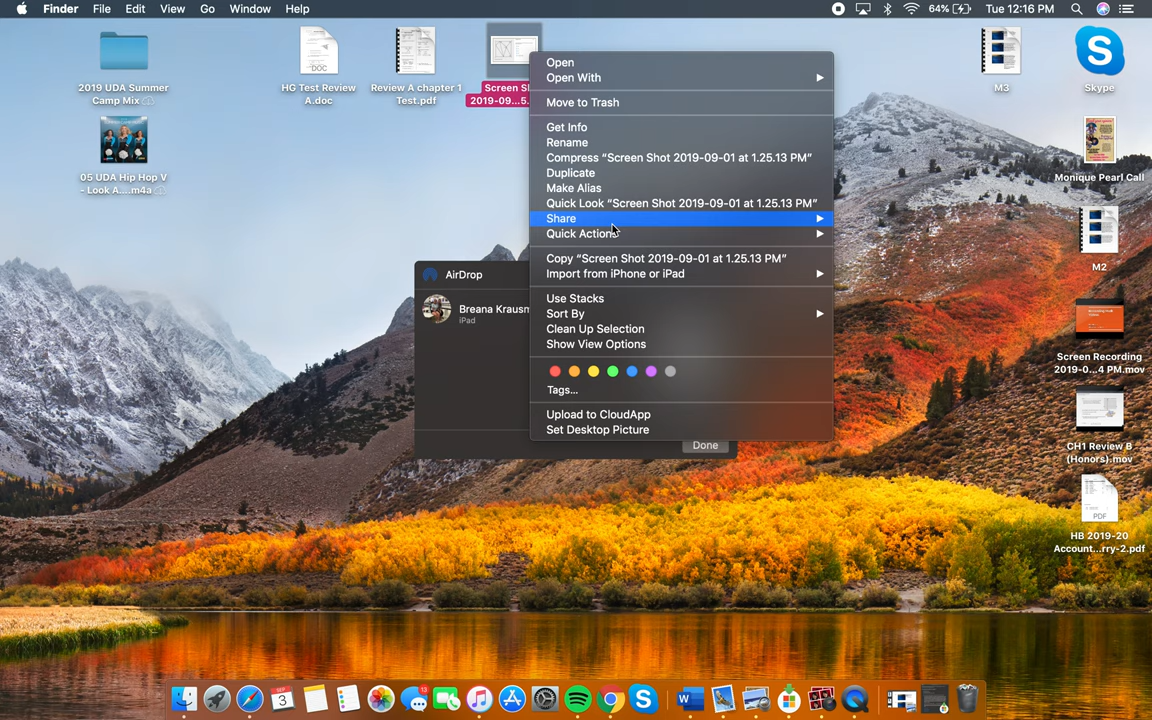 Finder File Edit View Go Window Help
64% Tue 12:16 PM
2019 UDA Summer
Camp Mix
DOC
HG Test Review
A.doc
Review A chapter 1
Test.pdf
Screen S
2019-09...5.
M3
S
Skype
05 UDA Hip Hop V
- Look A....m4a
Monique Pearl Call
M2
Screen Recording
2019-0...4 PM.mov
CH1 Review B
(Honors).mov
PDF
HB 2019-20
Account...rry-2.pdf
Open
Open With
Move to Trash
Get Info
Rename
Compress “Screen Shot 2019-09-01 at 1.25.13 PM”
Duplicate
Make Alias
Quick Look “Screen Shot 2019-09-01 at 1.25.13 PM”
Share
Quick Actions
Copy “Screen Shot 2019-09-01 at 1.25.13 PM”
Import from iPhone or iPad
Use Stacks
Sort By
Clean Up Selection
Show View Options
Tags...
Upload to CloudApp
Set Desktop Picture
AirDrop
Breana Krausm
iPad
Done
SEP
3
13
W
S